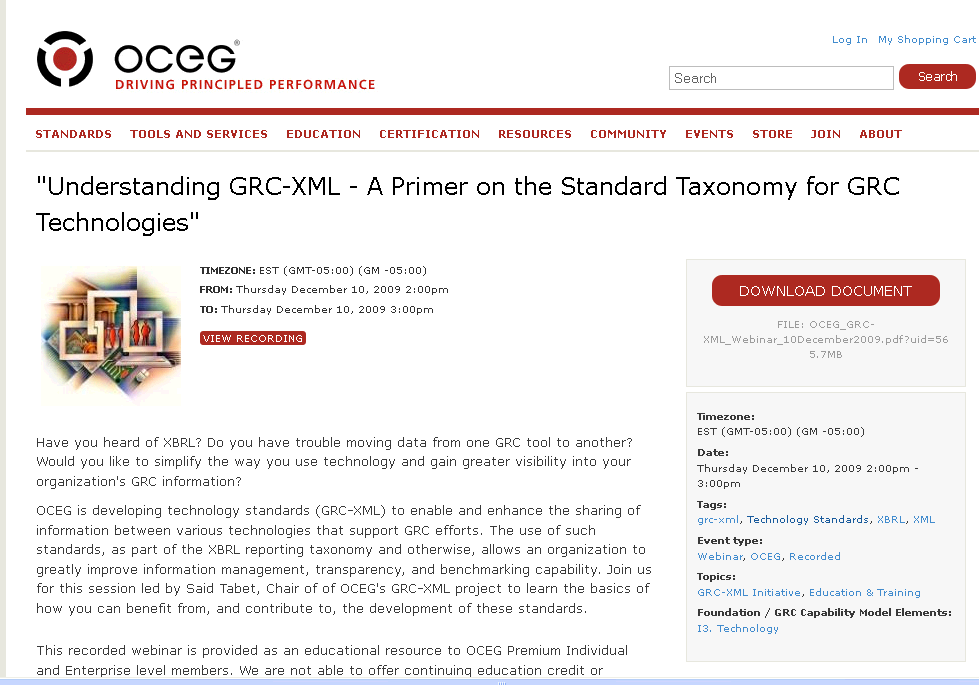 oceg®
DRIVING PRINCIPLED PERFORMANCE
Log In My Shopping Cart
Search
Search
STANDARDS TOOLS AND SERVICES EDUCATION CERTIFICATION RESOURCES COMMUNITY EVENTS STORE JOIN ABOUT
"Understanding GRC-XML - A Primer on the Standard Taxonomy for GRC
Technologies"
TIMEZONE: EST (GMT-05:00) (GM -05:00)
FROM: Thursday December 10, 2009 2:00pm
TO: Thursday December 10, 2009 3:00pm
VIEW RECORDING
Have you heard of XBRL? Do you have trouble moving data from one GRC tool to another?
Would you like to simplify the way you use technology and gain greater visibility into your
organization's GRC information?
OCEG is developing technology standards (GRC-XML) to enable and enhance the sharing of
information between various technologies that support GRC efforts. The use of such
standards, as part of the XBRL reporting taxonomy and otherwise, allows an organization to
greatly improve information management, transparency, and benchmarking capability. Join us
for this session led by Said Tabet, Chair of of OCEG's GRC-XML project to learn the basics of
how you can benefit from, and contribute to, the development of these standards.
This recorded webinar is provided as an educational resource to OCEG Premium Individual
and Enterprise level members. We are not able to offer continuing education credit or
DOWNLOAD DOCUMENT
FILE: OCEG_GRC-
XML_Webinar_10December2009.pdf?uid=56
5.7MB
Timezone:
EST (GMT-05:00) (GM -05:00)
Date:
Thursday December 10, 2009 2:00pm -
3:00pm
Tags:
grc-xml, Technology Standards, XBRL, XML
Event type:
Webinar, OCEG, Recorded
Topics:
GRC-XML Initiative, Education & Training
Foundation / GRC Capability Model Elements:
I3. Technology